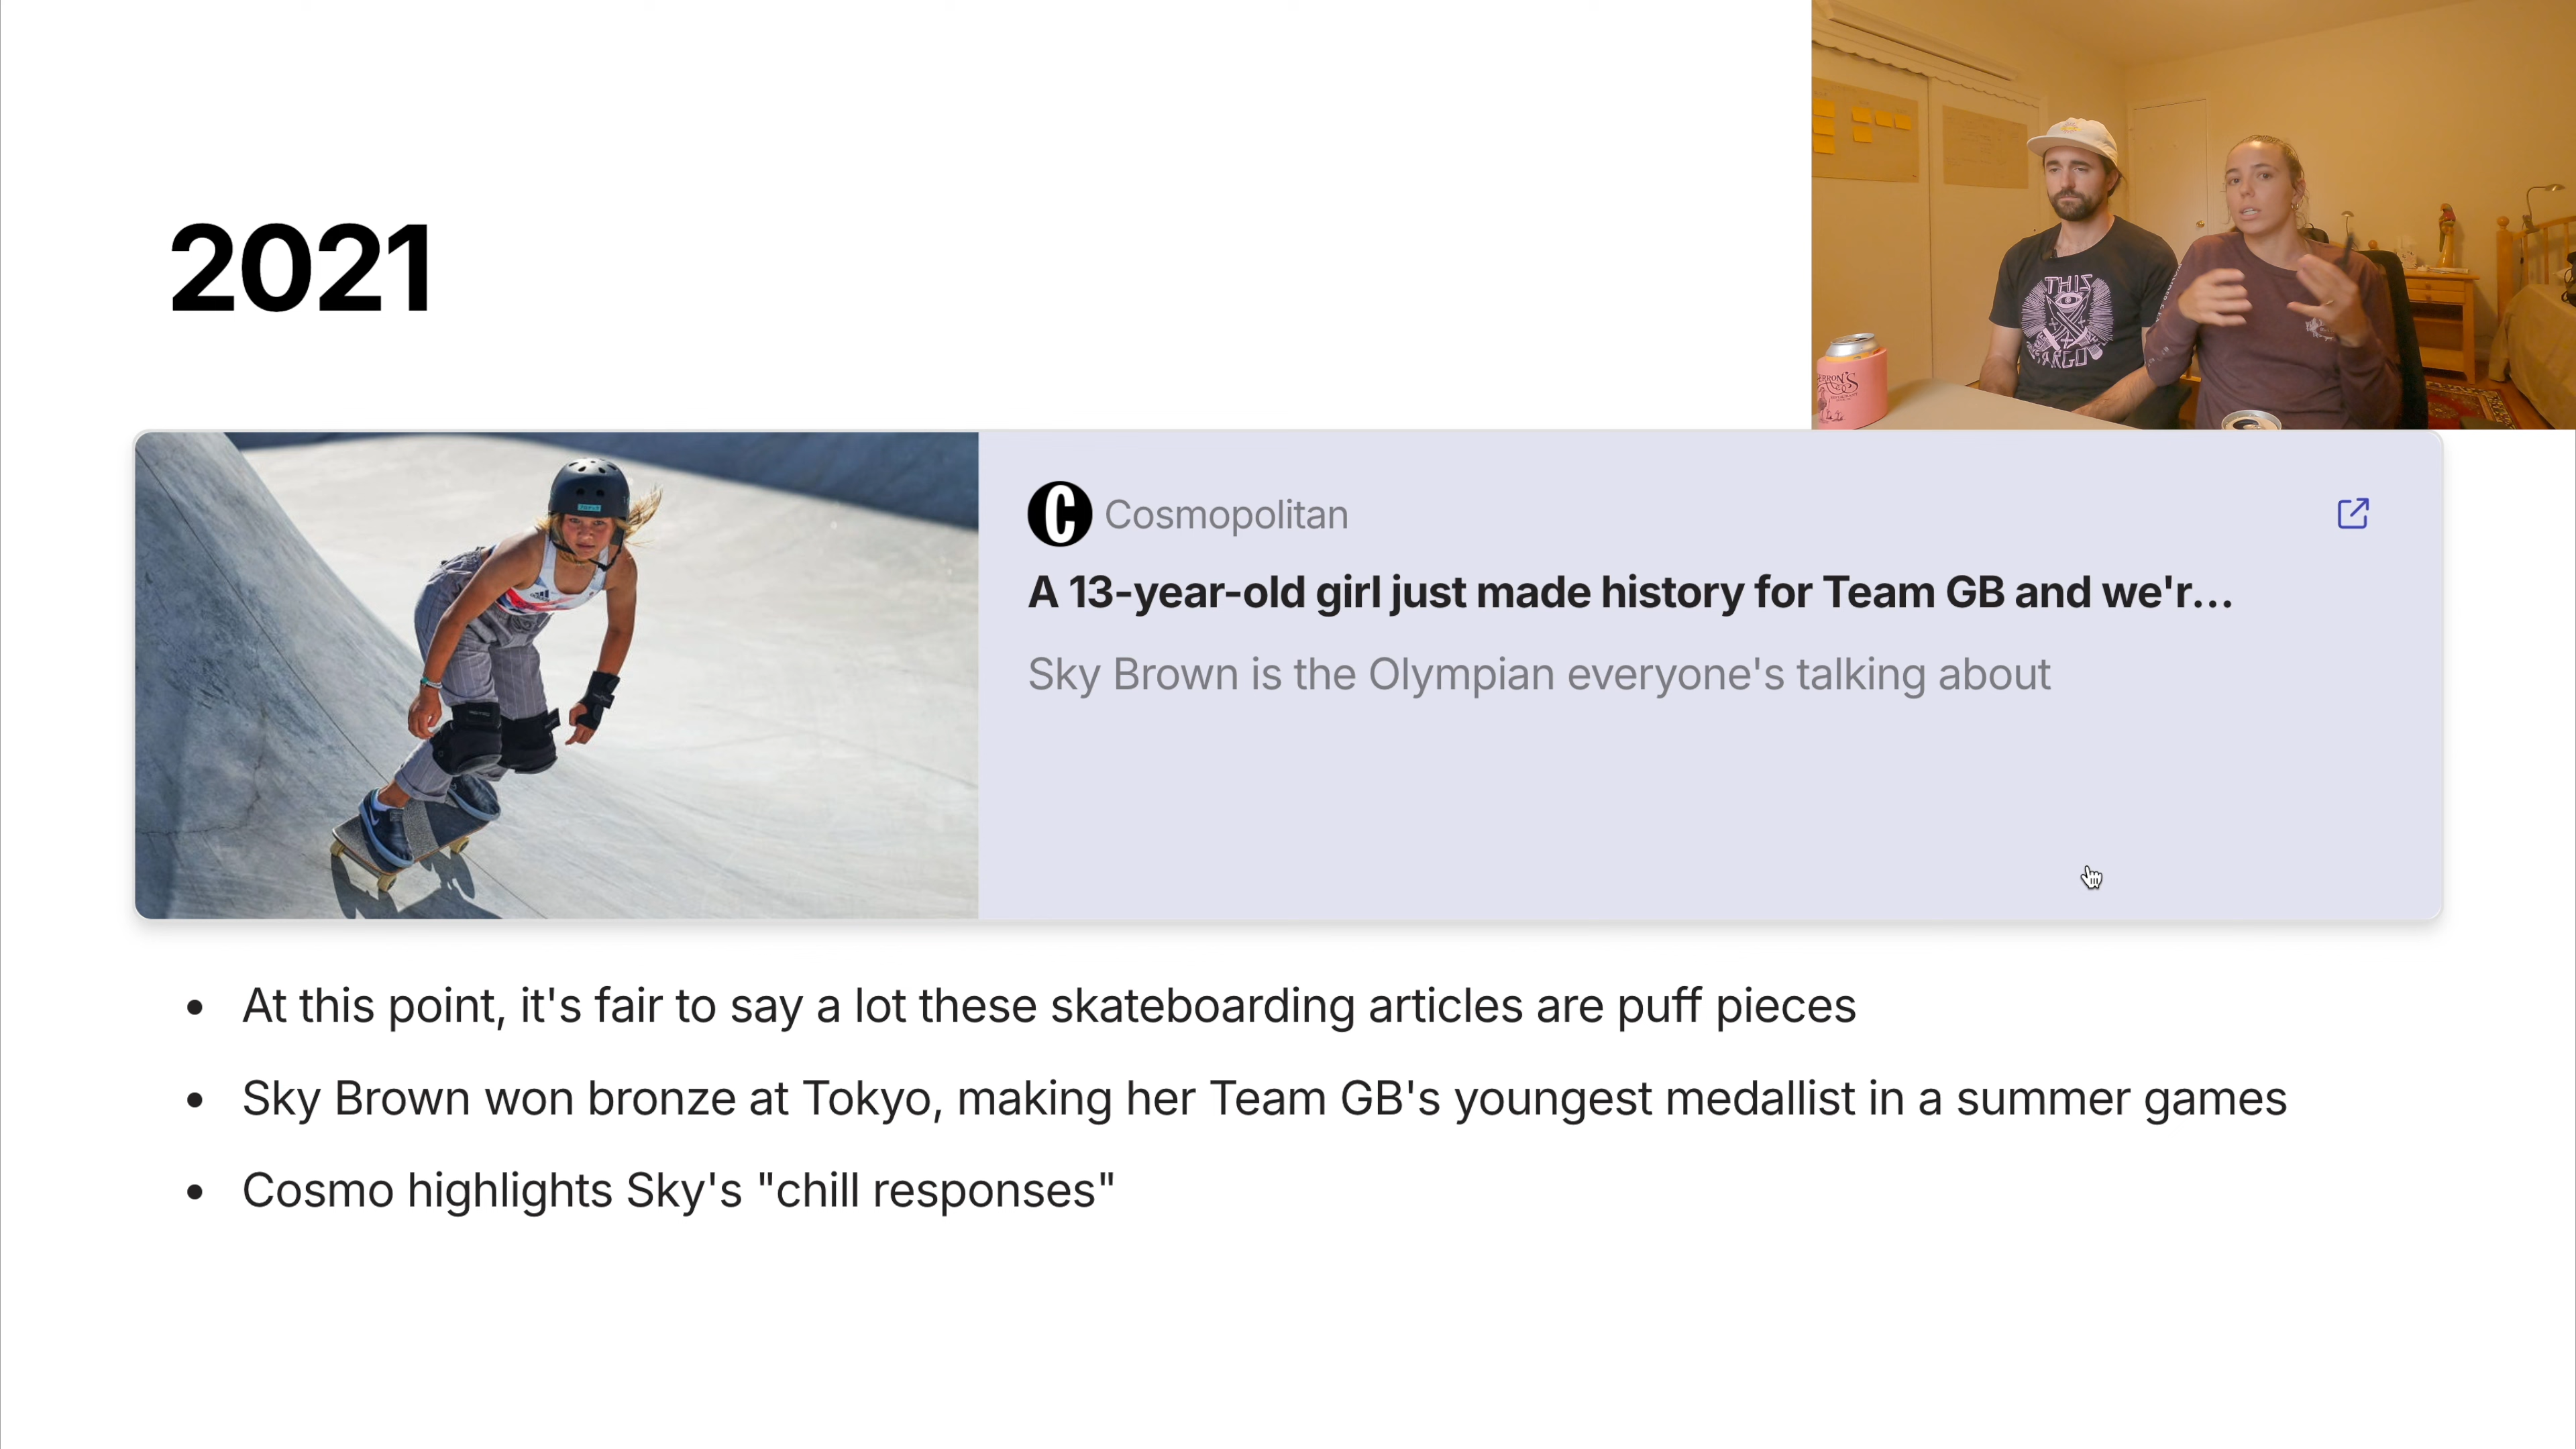 2021
C Cosmopolitan
A 13-year-old girl just made history for Team GB and we'r...
Sky Brown is the Olympian everyone's talking about
• At this point, it's fair to say a lot these skateboarding articles are puff pieces
• Sky Brown won bronze at Tokyo, making her Team GB's youngest medallist in a summer games
• Cosmo highlights Sky's "chill responses"
THIS